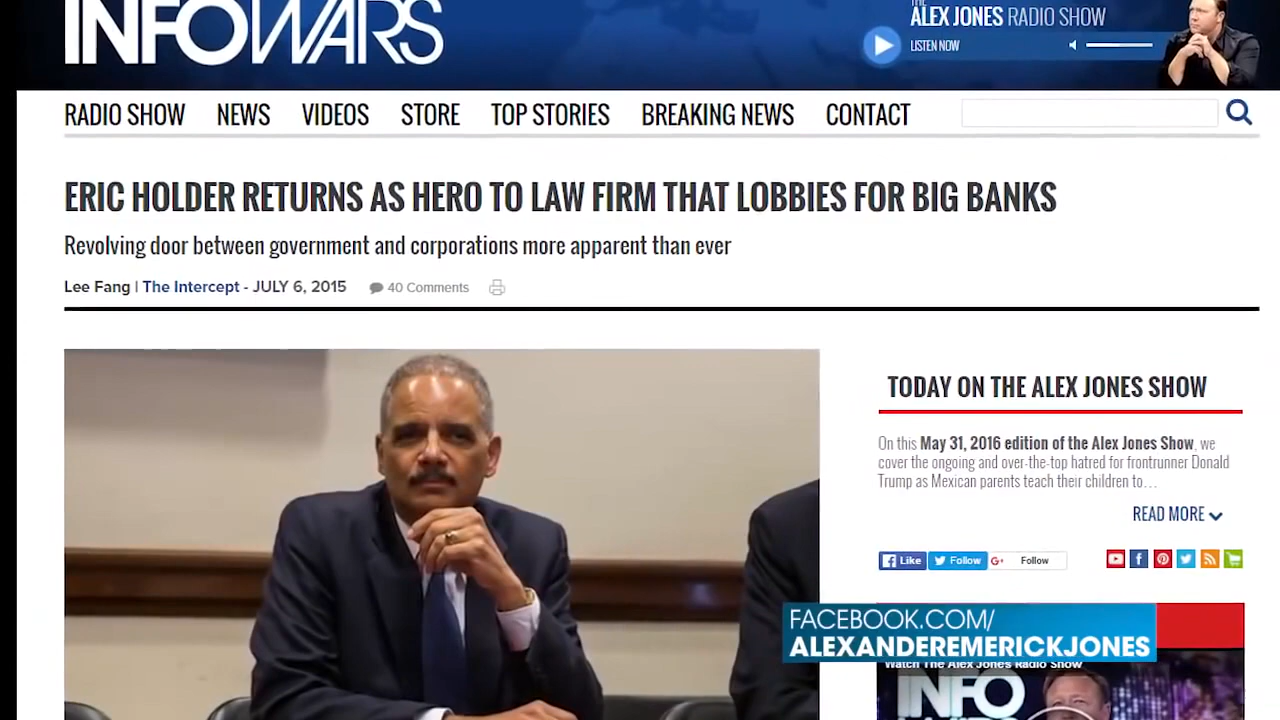 INFOWARS
THE
ALEX JONES RADIO SHOW
LISTEN NOW
RADIO SHOW NEWS VIDEOS STORE TOP STORIES BREAKING NEWS CONTACT
ERIC HOLDER RETURNS AS HERO TO LAW FIRM THAT LOBBIES FOR BIG BANKS
Revolving door between government and corporations more apparent than ever
Lee Fang | The Intercept - JULY 6, 2015 40 Comments
TODAY ON THE ALEX JONES SHOW
On this May 31, 2016 edition of the Alex Jones Show, we
cover the ongoing and over-the-top hatred for frontrunner Donald
Trump as Mexican parents teach their children to…
READ MORE
Like Follow G+ Follow
FACEBOOK.COM/
ALEXANDEREMERICKJONES
Watch The Alex Jones Radio Show
INFO